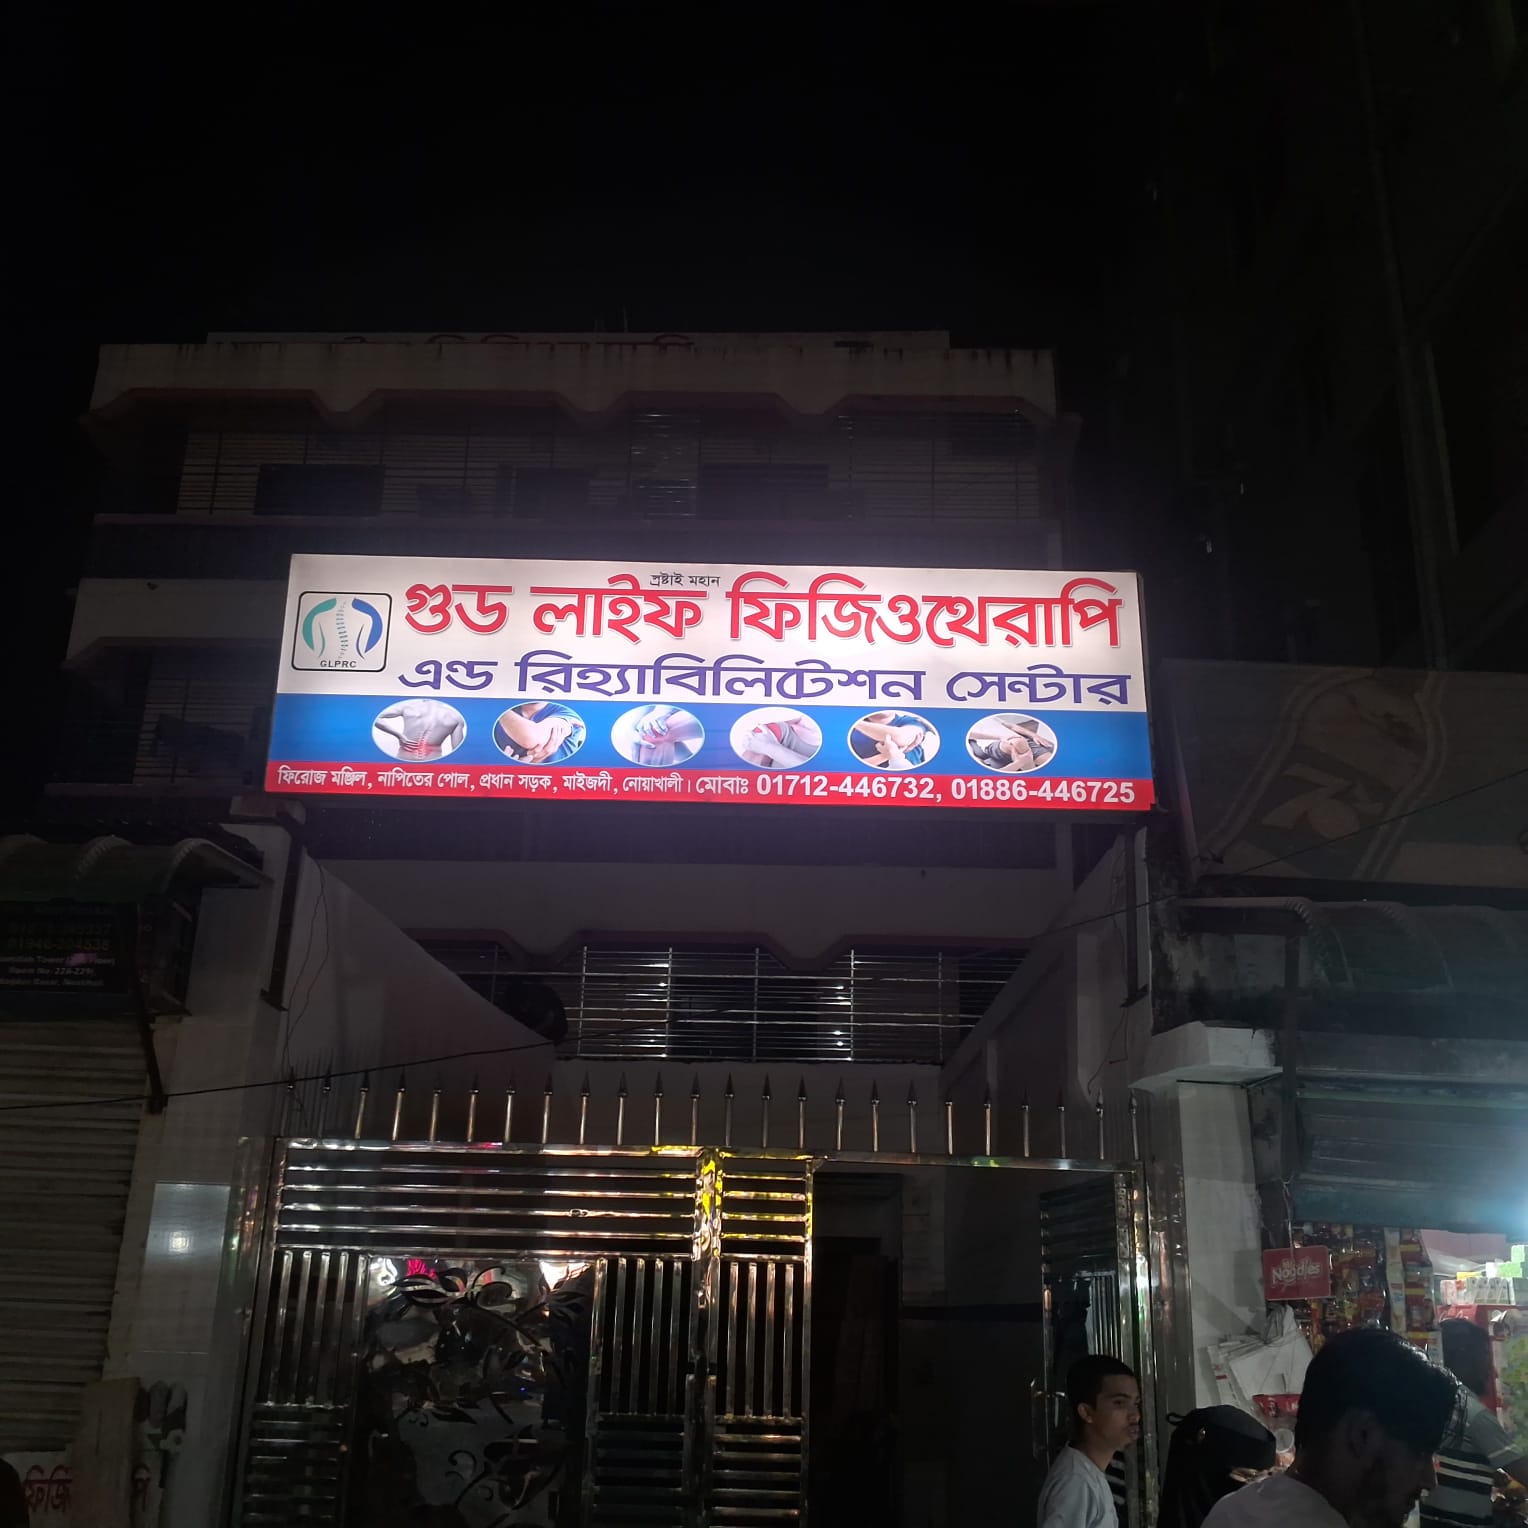 স্রষ্টাই মহান
গুড লাইফ ফিজিওথেরাপি
এন্ড রিহ্যাবিলিটেশন সেন্টার
GLPRC
ফিরোজ মঞ্জিল, নাপিতের পোল, প্রধান সড়ক, মাইজদী, নোয়াখালী। মোবাঃ 01712-446732, 01886-446725
Noodles